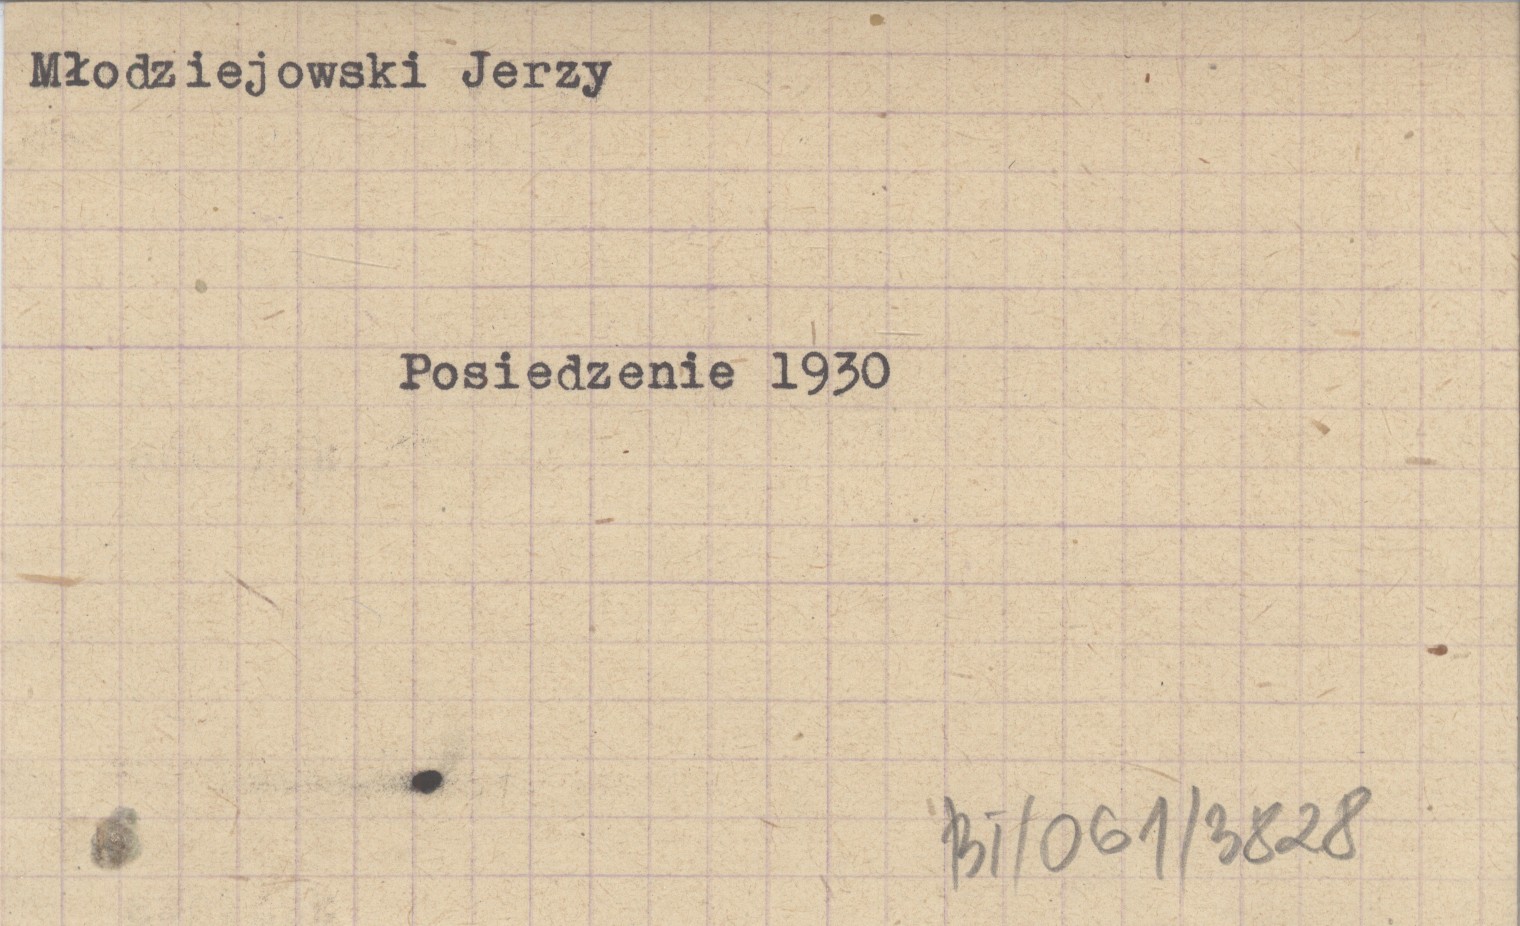 Młodziejowski Jerzy
Posiedzenie 1930
BI/061/3828